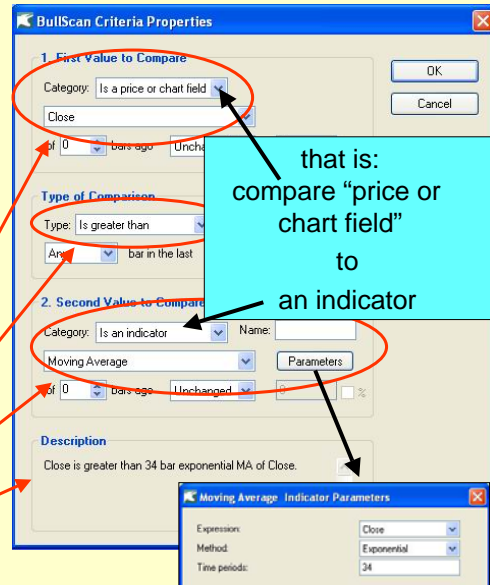 BullScan Criteria Properties
1. First Value to Compare
OK
Category: Is a price or chart field
Cancel
Close
of 0 bars ago
that is:
compare “price or
chart field”
to
an indicator
Type of Comparison
Type: Is greater than
bar in the last
2. Second Value to Compare
Category: Is an indicator Name:
Moving Average Parameters
of 0 bars ago Unchanged 0 %
Description
Close is greater than 34 bar exponential MA of Close.
Moving Average Indicator Parameters
Expression: Close
Method: Exponential
Time periods: 34